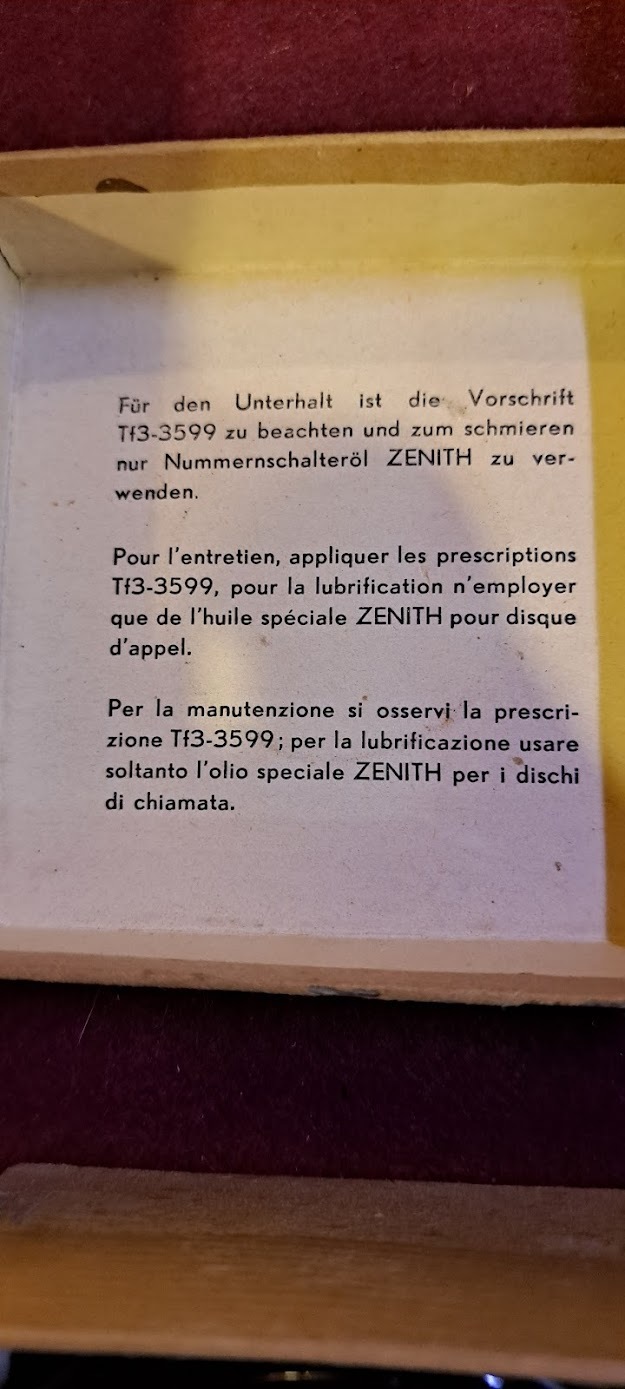 Für den Unterhalt ist die Vorschrift
Tf3-3599 zu beachten und zum schmieren
nur Nummernschalteröl ZENITH zu ver-
wenden.
Pour l'entretien, appliquer les prescriptions
Tf3-3599, pour la lubrification n'employer
que de l'huile spéciale ZENITH pour disque
d'appel.
Per la manutenzione si osservi la prescri-
zione Tf3-3599; per la lubrificazione usare
soltanto l'olio speciale ZENITH per i dischi
di chiamata.